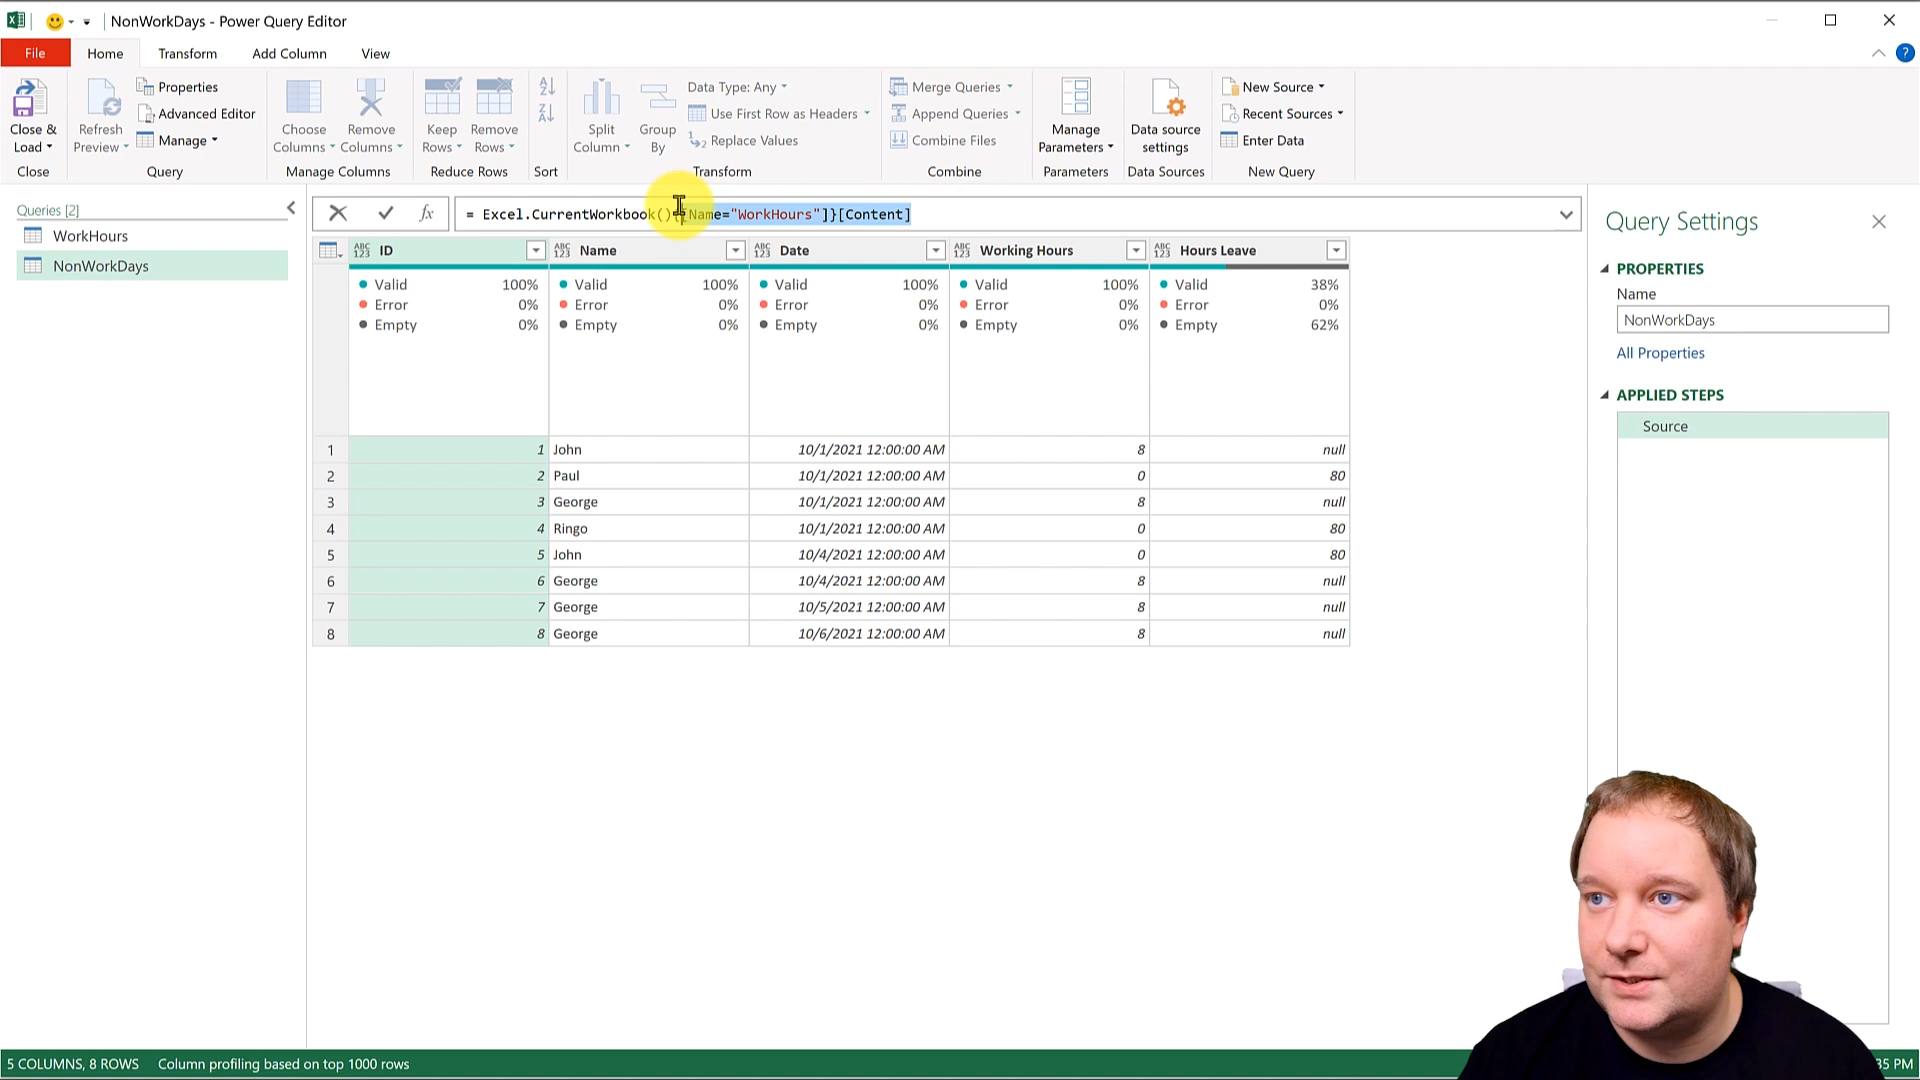 NonWorkDays - Power Query Editor
File Home Transform Add Column View
Close & Load
Refresh Preview
Properties
Advanced Editor
Manage
Choose Columns
Remove Columns
Keep Rows
Remove Rows
Split Column
Group By
Data Type: Any
Use First Row as Headers
Replace Values
Merge Queries
Append Queries
Combine Files
Manage Parameters
Data source settings
New Source
Recent Sources
Enter Data
Close Query Manage Columns Reduce Rows Sort Transform Combine Parameters Data Sources New Query
Queries [2]
WorkHours
NonWorkDays
= Excel.CurrentWorkbook(){[Name="WorkHours"]}[Content]
ID Name Date Working Hours Hours Leave
Valid 100% Valid 100% Valid 100% Valid 100% Valid 38%
Error 0% Error 0% Error 0% Error 0% Error 0%
Empty 0% Empty 0% Empty 0% Empty 0% Empty 62%
1 1 John 10/1/2021 12:00:00 AM 8 null
2 2 Paul 10/1/2021 12:00:00 AM 0 80
3 3 George 10/1/2021 12:00:00 AM 8 null
4 4 Ringo 10/1/2021 12:00:00 AM 0 80
5 5 John 10/4/2021 12:00:00 AM 0 80
6 6 George 10/4/2021 12:00:00 AM 8 null
7 7 George 10/5/2021 12:00:00 AM 8 null
8 8 George 10/6/2021 12:00:00 AM 8 null
Query Settings
PROPERTIES
Name
NonWorkDays
All Properties
APPLIED STEPS
Source
5 COLUMNS, 8 ROWS Column profiling based on top 1000 rows
35 PM